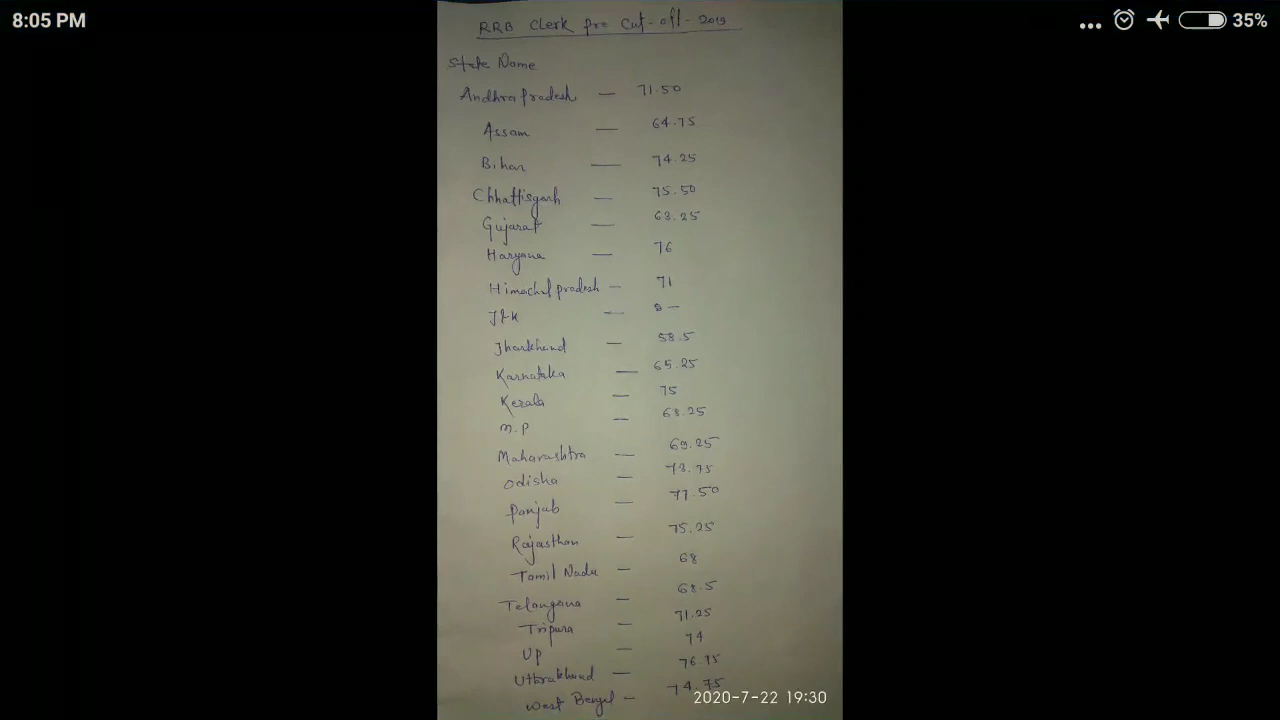 8:05 PM
... 35%
RRB Clerk pre Cut-off-2019
State Name
Andhra pradesh — 71.50
Assam — 64.75
Bihar — 74.25
Chhattisgarh — 75.50
Gujarat — 63.25
Haryana — 76
Himachal pradesh — 71
J&K — —
Jharkhand — 58.5
Karnataka — 65.25
Kerala — 75
M.P — 68.25
Maharashtra — 69.25
Odisha — 73.75
Panjab — 77.50
Rajasthan — 75.25
Tamil Nadu — 68
Telangana — 68.5
Tripura — 71.25
UP — 74
Uttrakhand — 76.75
West Bengal — 74.75
2020-7-22 19:30